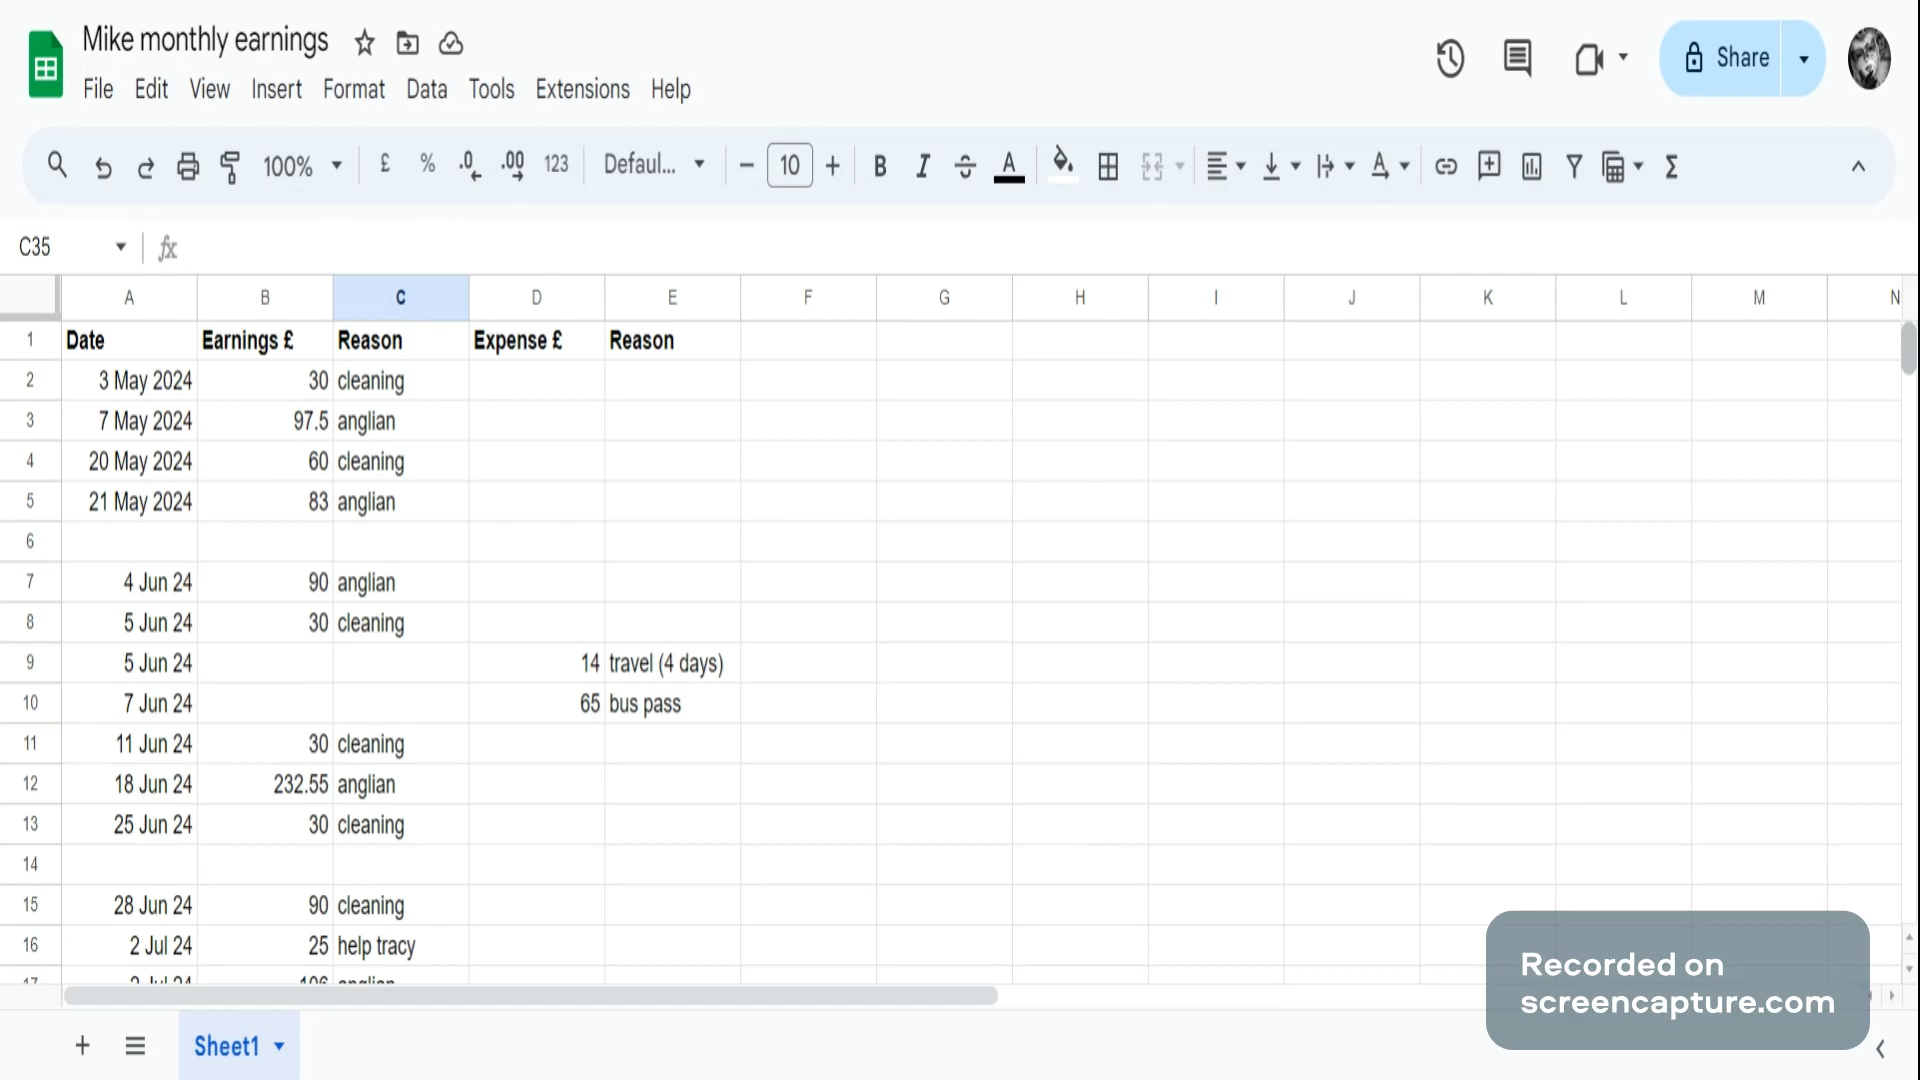 Mike monthly earnings
File Edit View Insert Format Data Tools Extensions Help
Share
100% £ % .0 .00 123 Defaul... 10 B I A A Σ
C35 fx
A B C D E F G H I J K L M N
1 Date Earnings £ Reason Expense £ Reason
2 3 May 2024 30 cleaning
3 7 May 2024 97.5 anglian
4 20 May 2024 60 cleaning
5 21 May 2024 83 anglian
6
7 4 Jun 24 90 anglian
8 5 Jun 24 30 cleaning
9 5 Jun 24 14 travel (4 days)
10 7 Jun 24 65 bus pass
11 11 Jun 24 30 cleaning
12 18 Jun 24 232.55 anglian
13 25 Jun 24 30 cleaning
14
15 28 Jun 24 90 cleaning
16 2 Jul 24 25 help tracy
Recorded on
screencapture.com
Sheet1